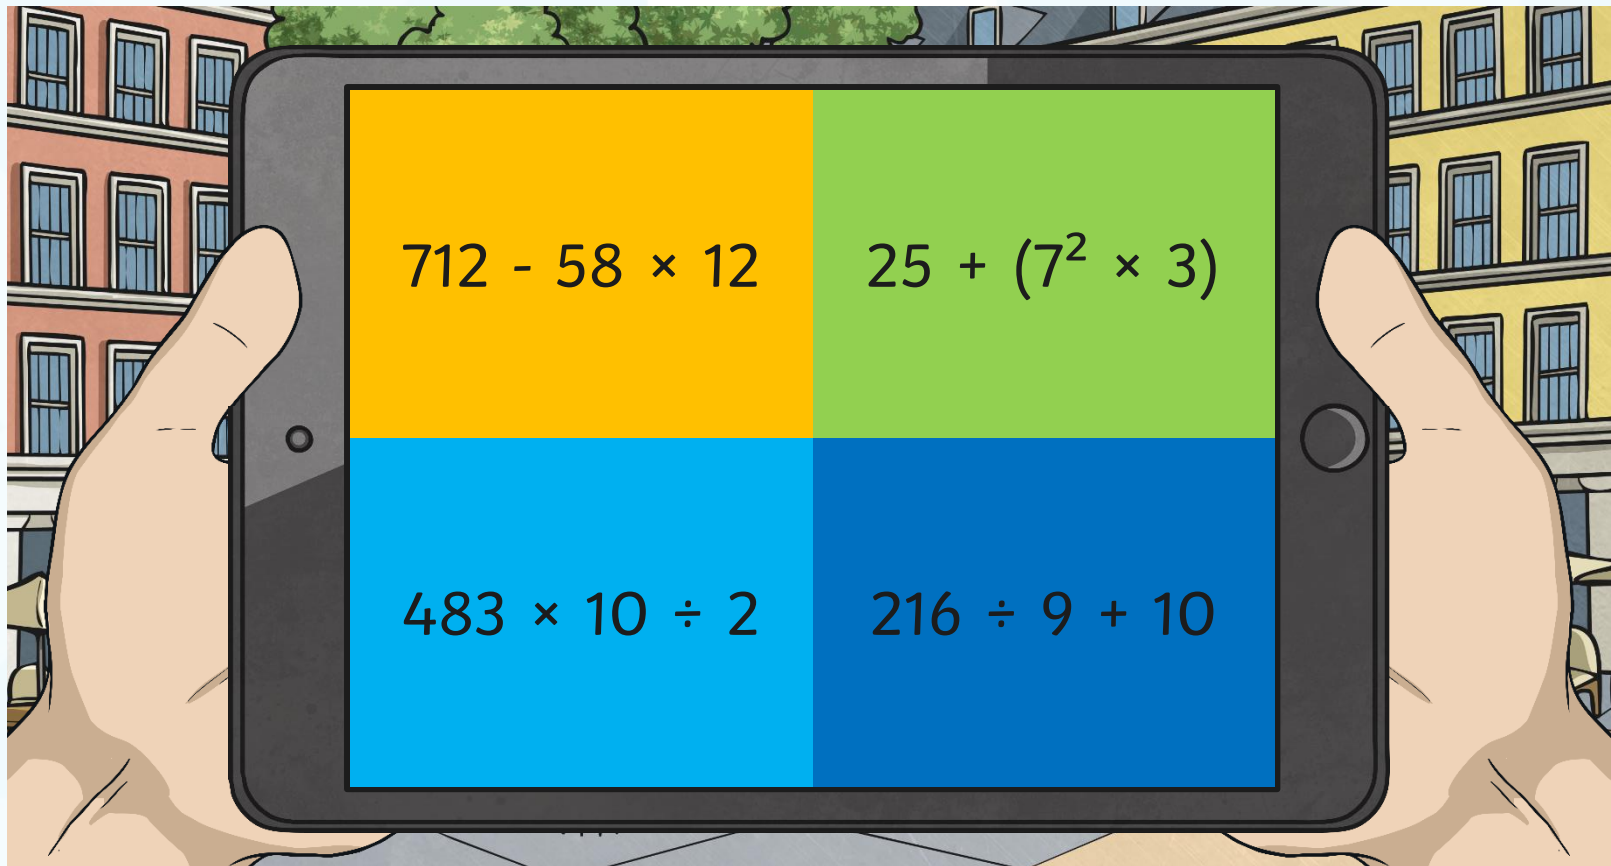 712 - 58 × 12
25 + (7² × 3)
483 × 10 ÷ 2
216 ÷ 9 + 10